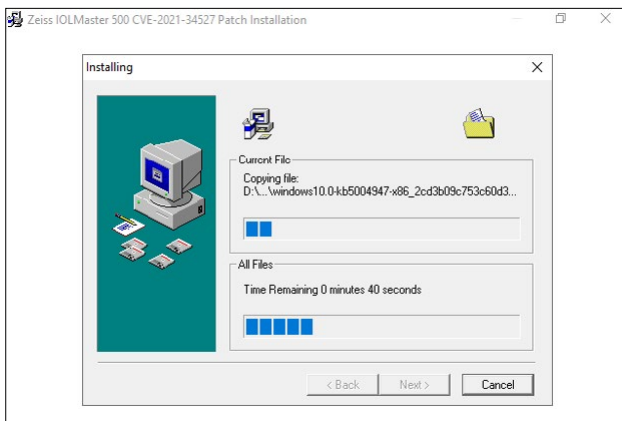 Zeiss IOLMaster 500 CVE-2021-34527 Patch Installation
Installing
Current File
Copying file:
D:\...\windows10.0-kb5004947-x86_2cd3b09c753c60d3...
All Files
Time Remaining 0 minutes 40 seconds
< Back Next > Cancel